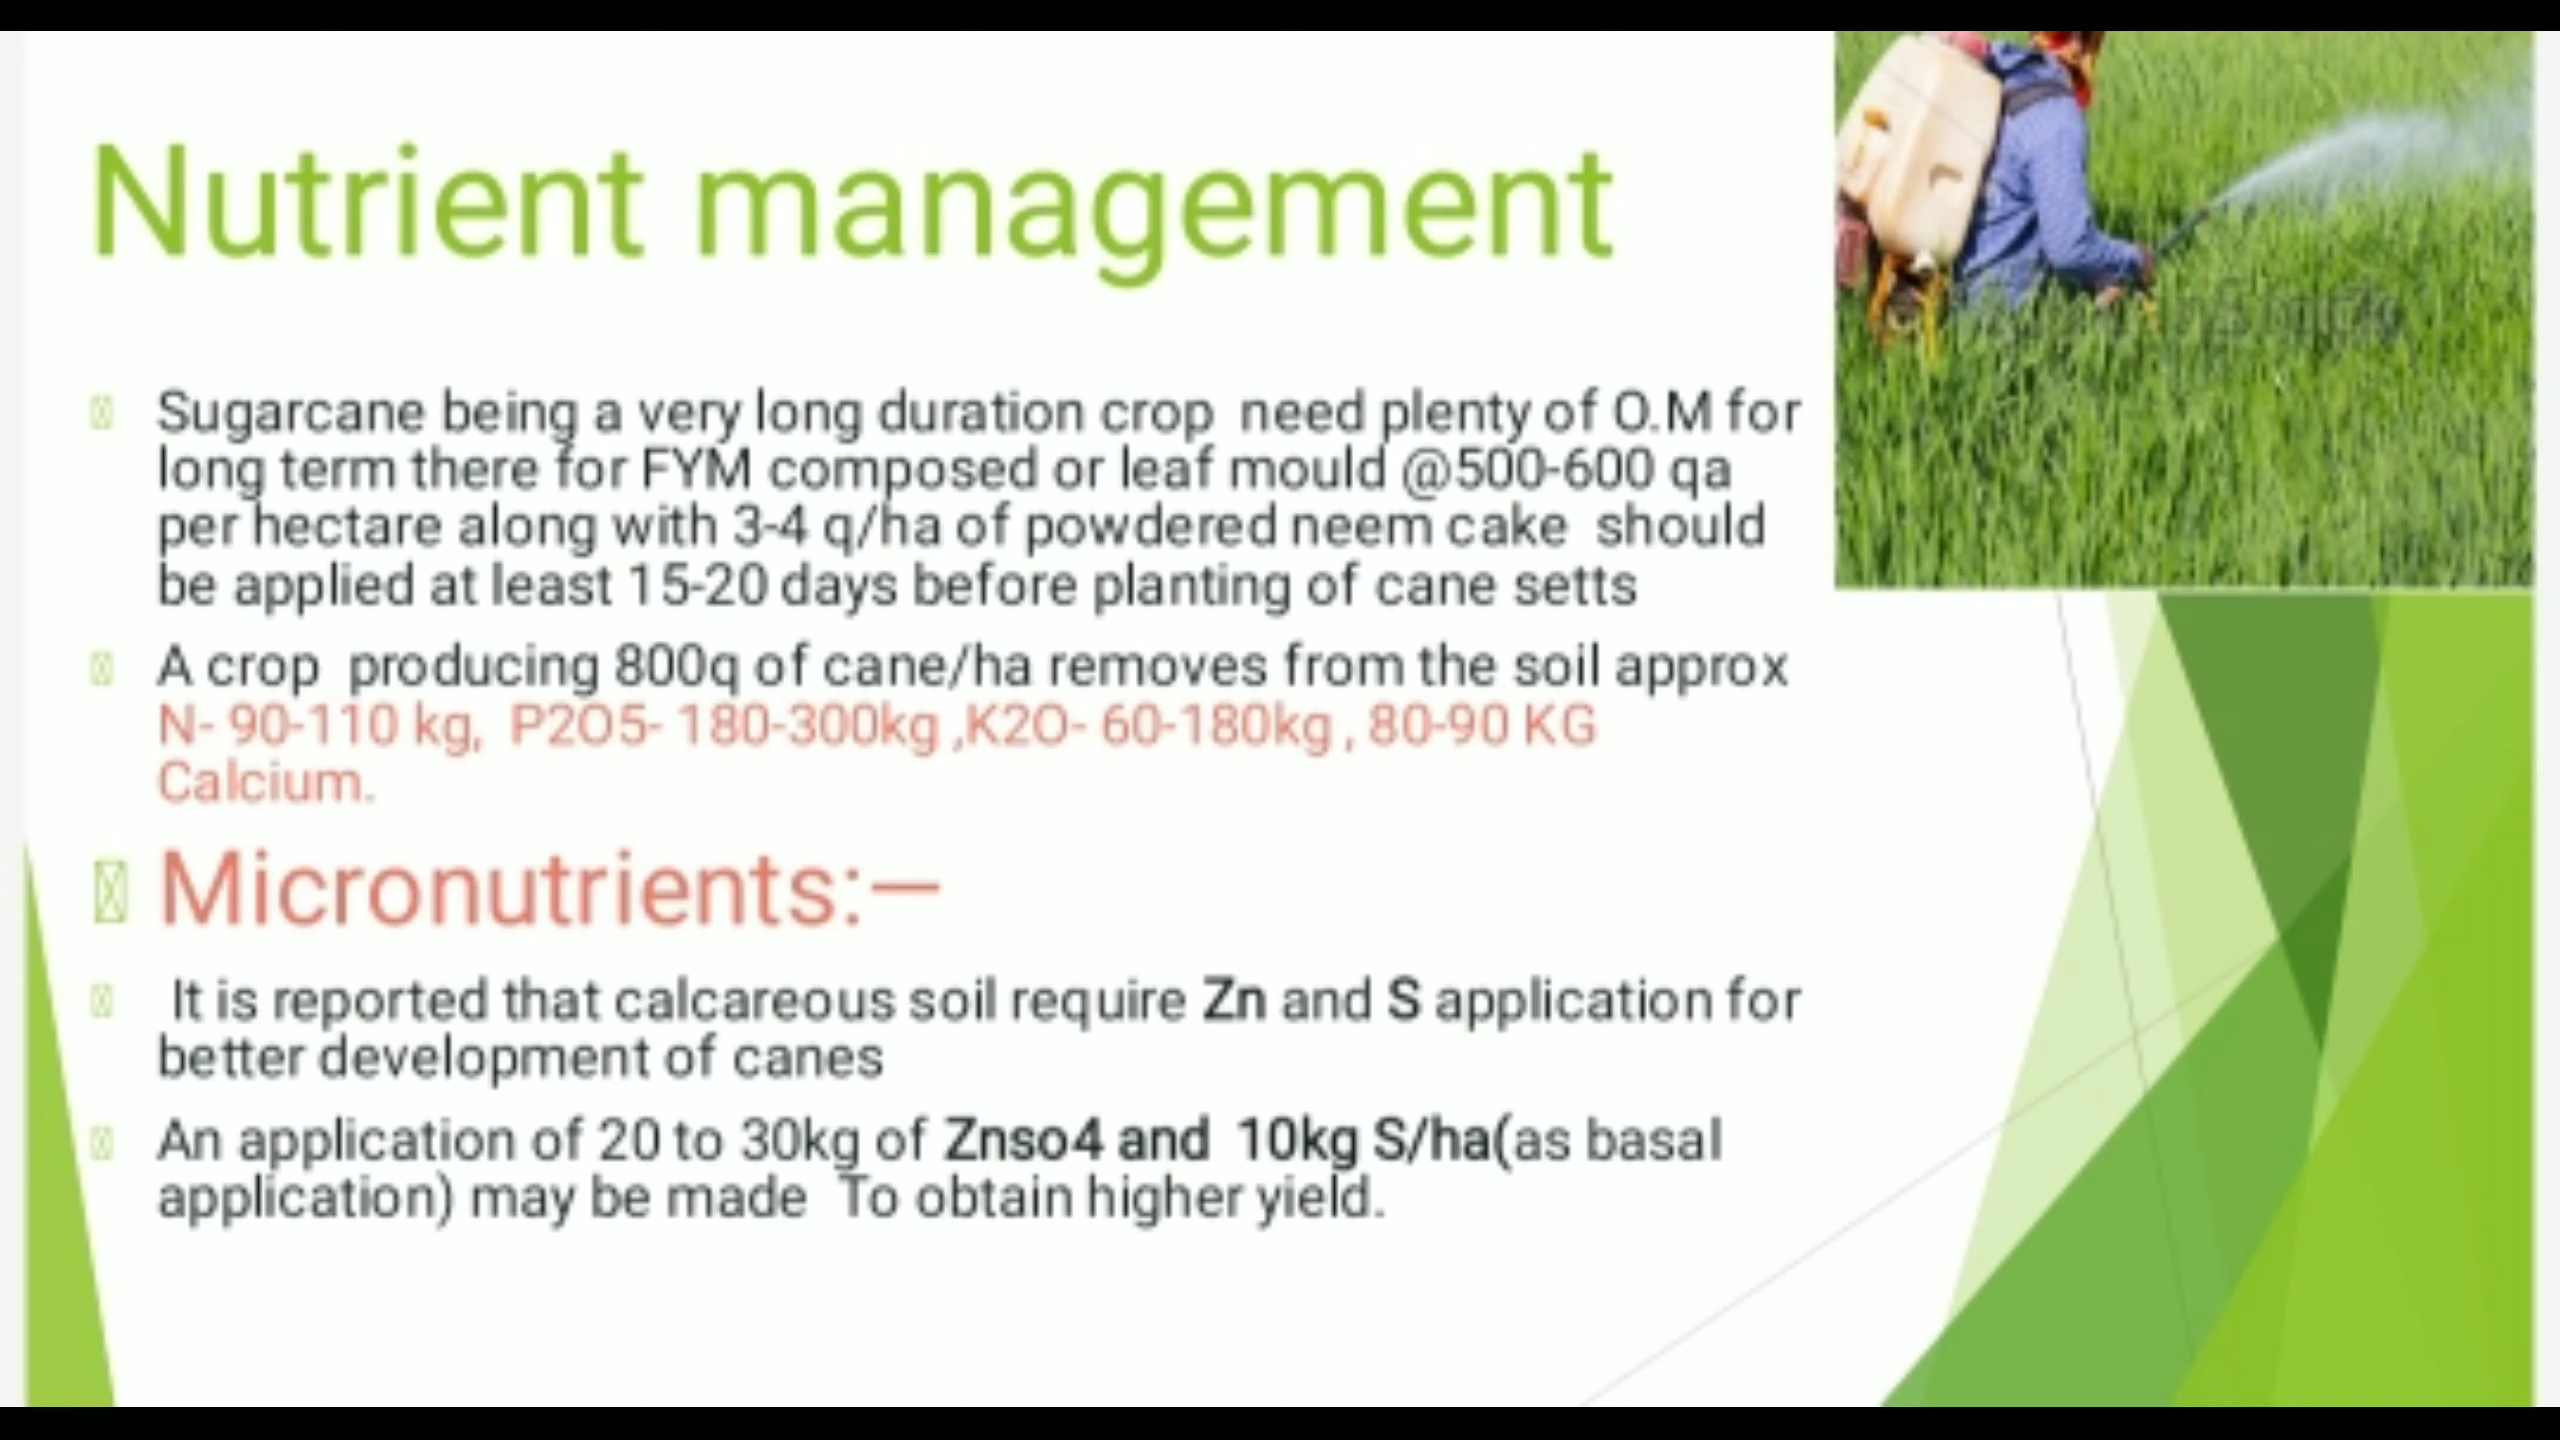 Nutrient management
Sugarcane being a very long duration crop need plenty of O.M for
long term there for FYM composed or leaf mould @500-600 qa
per hectare along with 3-4 q/ha of powdered neem cake should
be applied at least 15-20 days before planting of cane setts
A crop producing 800q of cane/ha removes from the soil approx
N- 90-110 kg, P2O5- 180-300kg ,K2O- 60-180kg , 80-90 KG
Calcium.
Micronutrients:—
It is reported that calcareous soil require Zn and S application for
better development of canes
An application of 20 to 30kg of Znso4 and 10kg S/ha(as basal
application) may be made To obtain higher yield.